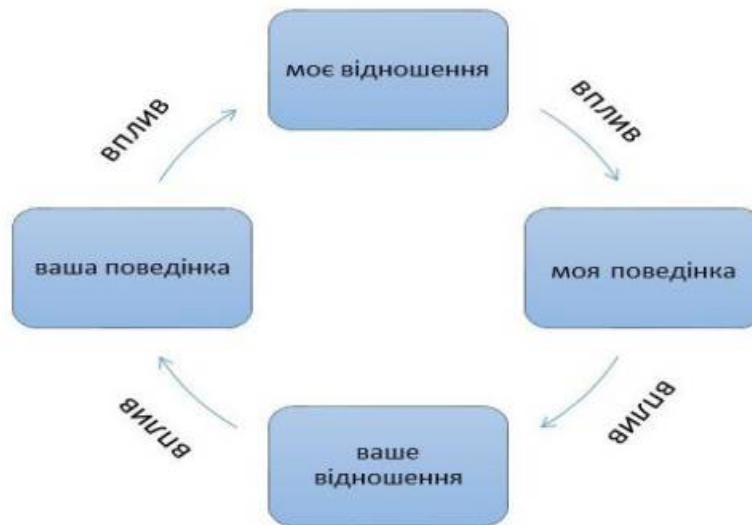 моє відношення
ВПЛИВ
ВПЛИВ
ваша поведінка
моя поведінка
ВПЛИВ
ВПЛИВ
ваше
відношення